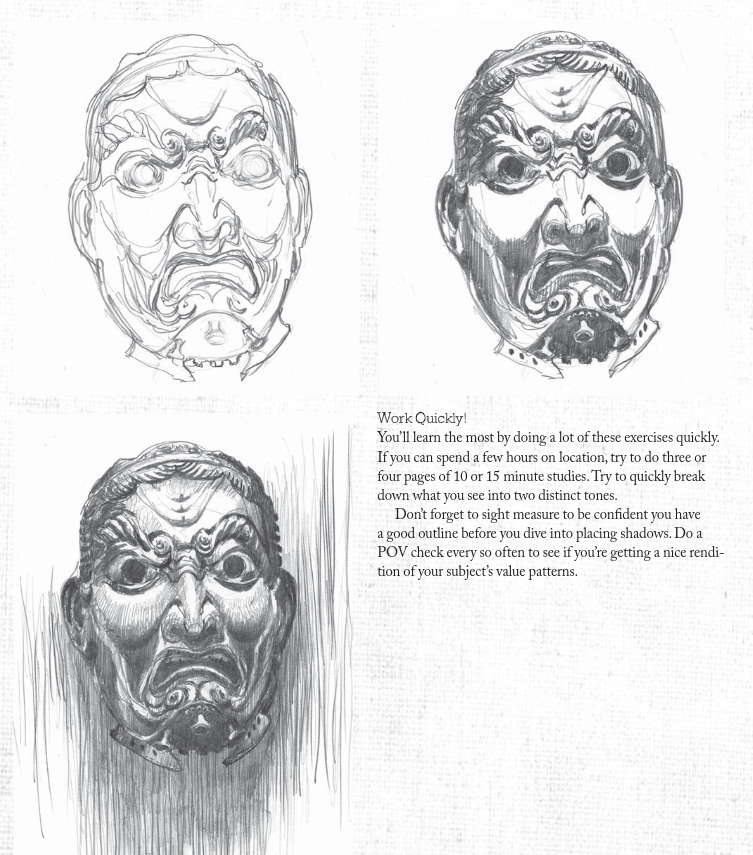 Work Quickly!
You'll learn the most by doing a lot of these exercises quickly.
If you can spend a few hours on location, try to do three or
four pages of 10 or 15 minute studies. Try to quickly break
down what you see into two distinct tones.
Don't forget to sight measure to be confident you have
a good outline before you dive into placing shadows. Do a
POV check every so often to see if you're getting a nice rendi-
tion of your subject's value patterns.